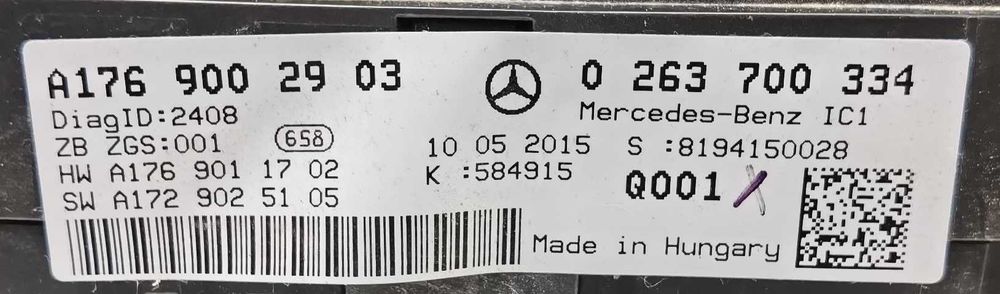 A176 900 29 03
0 263 700 334
DiagID:2408
Mercedes-Benz IC1
ZB ZGS:001
658
10 05 2015
S :8194150028
HW A176 901 17 02
K :584915
Q001
SW A172 902 51 05
Made in Hungary